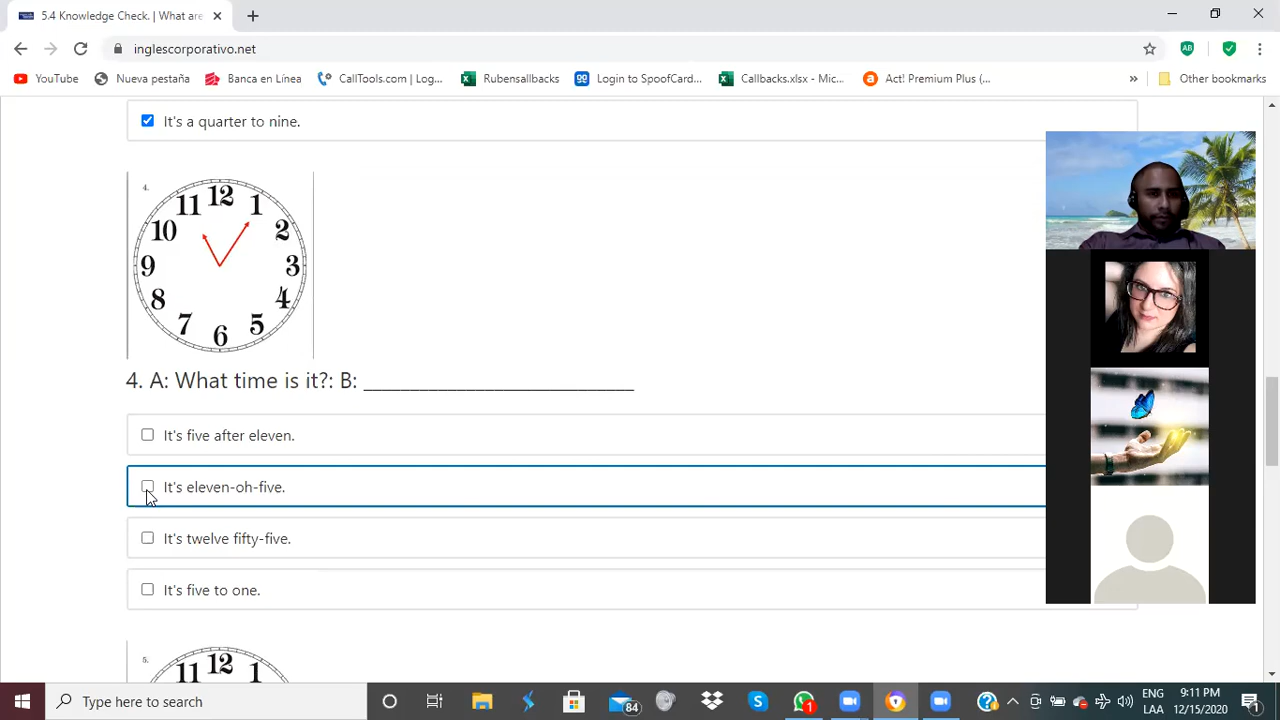 5.4 Knowledge Check. | What are
inglescorporativo.net
AB
YouTube Nueva pestaña Banca en Línea CallTools.com | Log... Rubensallbacks Login to SpoofCard... Callbacks.xlsx - Mic... Act! Premium Plus (... » Other bookmarks
It's a quarter to nine.
4.
12
11 1
10 2
9 3
8 4
7 5
6
4. A: What time is it?: B: ____________________________
It's five after eleven.
It's eleven-oh-five.
It's twelve fifty-five.
It's five to one.
5.
12
11 1
Type here to search
84
1
ENG
LAA
9:11 PM
12/15/2020
1